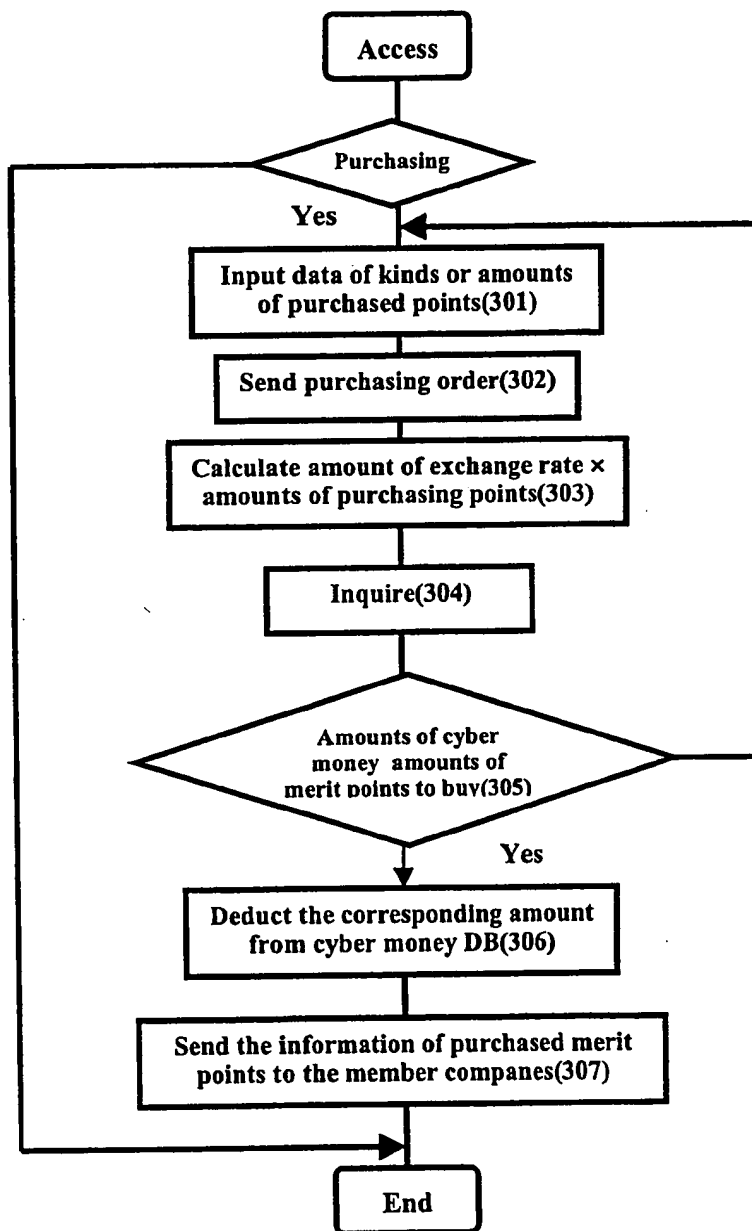 Access
Purchasing
Yes
Input data of kinds or amounts
of purchased points(301)
Send purchasing order(302)
Calculate amount of exchange rate ×
amounts of purchasing points(303)
Inquire(304)
Amounts of cyber
money amounts of
merit points to buy(305)
Yes
Deduct the corresponding amount
from cyber money DB(306)
Send the information of purchased merit
points to the member companes(307)
End